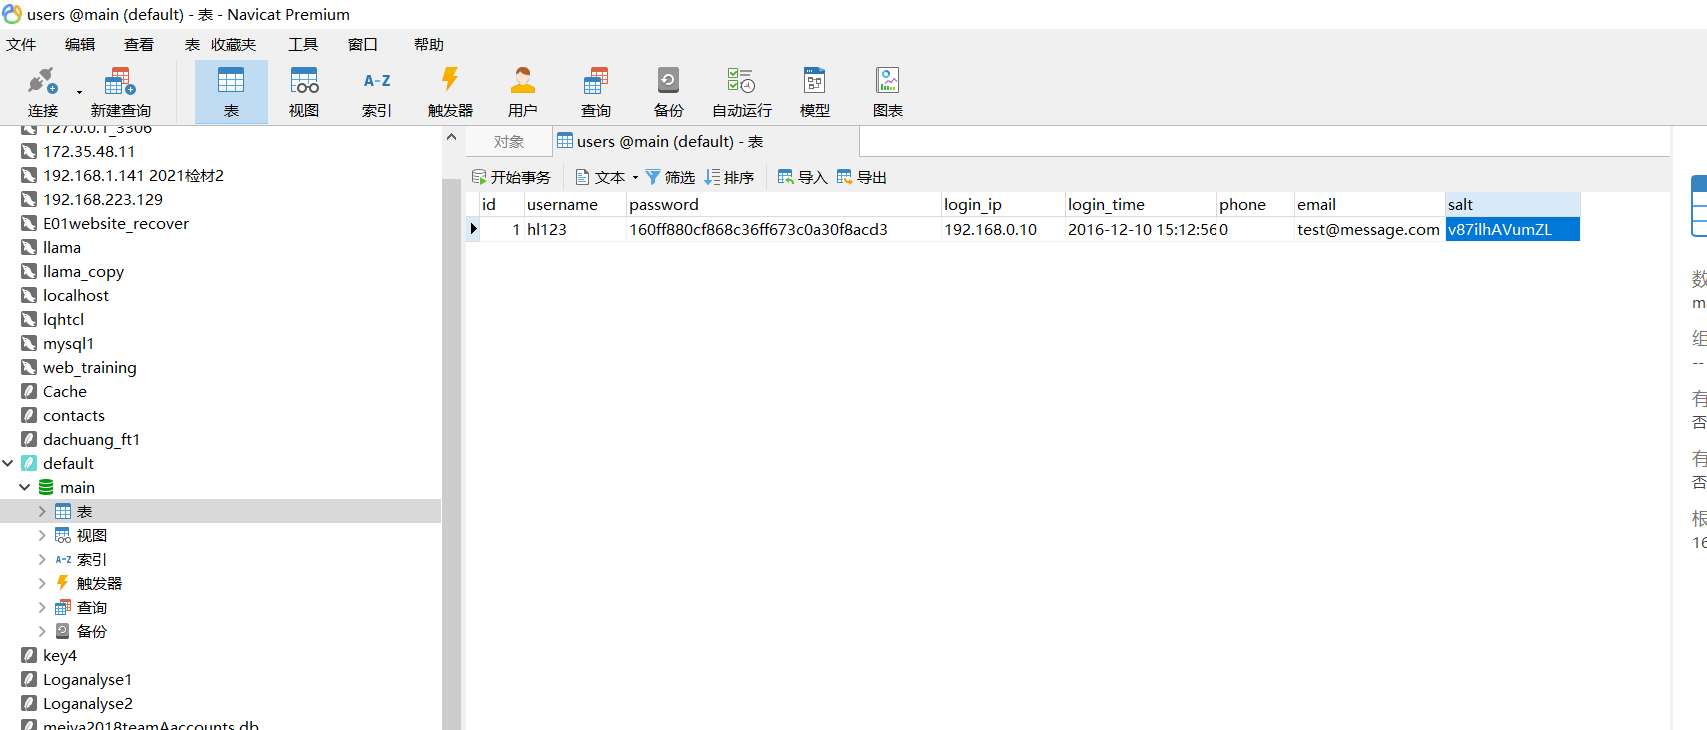 users @main (default) - 表 - Navicat Premium
文件 编辑 查看 表 收藏夹 工具 窗口 帮助
连接 新建查询 表 视图 索引 触发器 用户 查询 备份 自动运行 模型 图表
127.0.0.1_3306
172.35.48.11
192.168.1.141 2021检材2
192.168.223.129
E01website_recover
llama
llama_copy
localhost
lqhtcl
mysql1
web_training
Cache
contacts
dachuang_ft1
default
main
表
视图
索引
触发器
查询
备份
key4
Loganalyse1
Loganalyse2
meiya2018teamAaccounts.db
对象 users @main (default) - 表
开始事务 文本 筛选 排序 导入 导出
id username password login_ip login_time phone email salt
1 hl123 160ff880cf868c36ff673c0a30f8acd3 192.168.0.10 2016-12-10 15:12:56 0 test@message.com v87ilhAVumZL
数
组
--
有
否
有
否
根
16